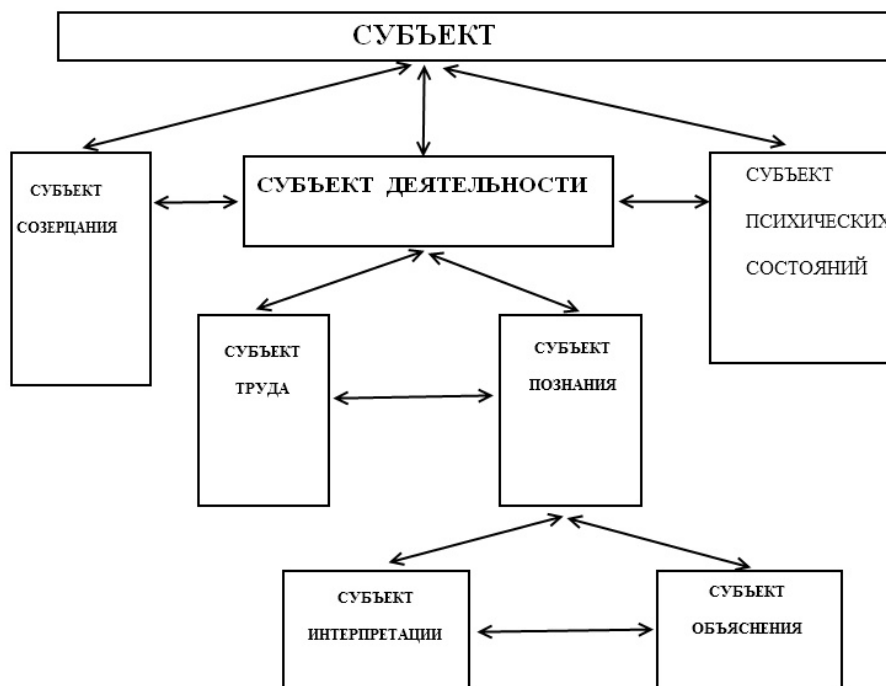 СУБЪЕКТ
СУБЪЕКТ
СОЗЕРЦАНИЯ
СУБЪЕКТ ДЕЯТЕЛЬНОСТИ
СУБЪЕКТ
ПСИХИЧЕСКИХ
СОСТОЯНИЙ
СУБЪЕКТ
ТРУДА
СУБЪЕКТ
ПОЗНАНИЯ
СУБЪЕКТ
ИНТЕРПРЕТАЦИИ
СУБЪЕКТ
ОБЪЯСНЕНИЯ